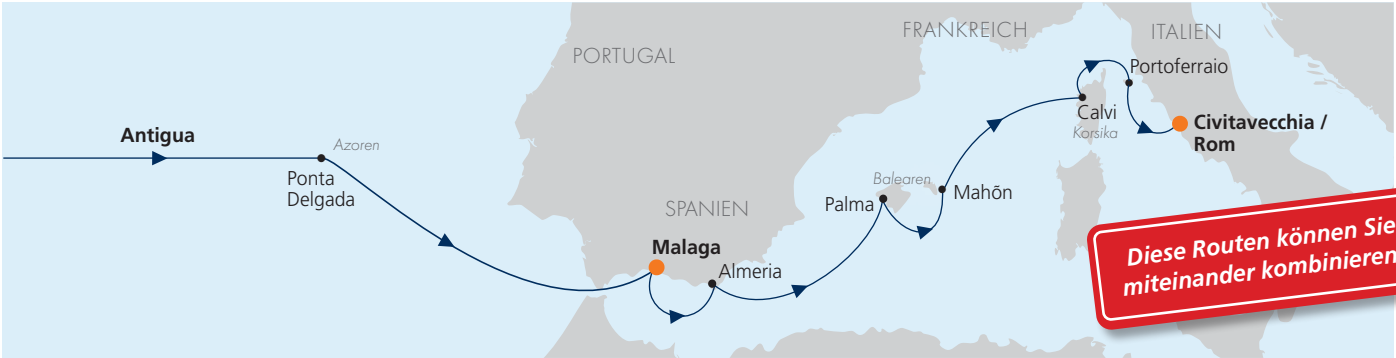 FRANKREICH
ITALIEN
PORTUGAL
Portoferraio
Calvi
Korsika
Civitavecchia /
Rom
Antigua
Azoren
Ponta
Delgada
Balearen
Palma
Mahõn
SPANIEN
Malaga
Almeria
Diese Routen können Sie
miteinander kombinieren